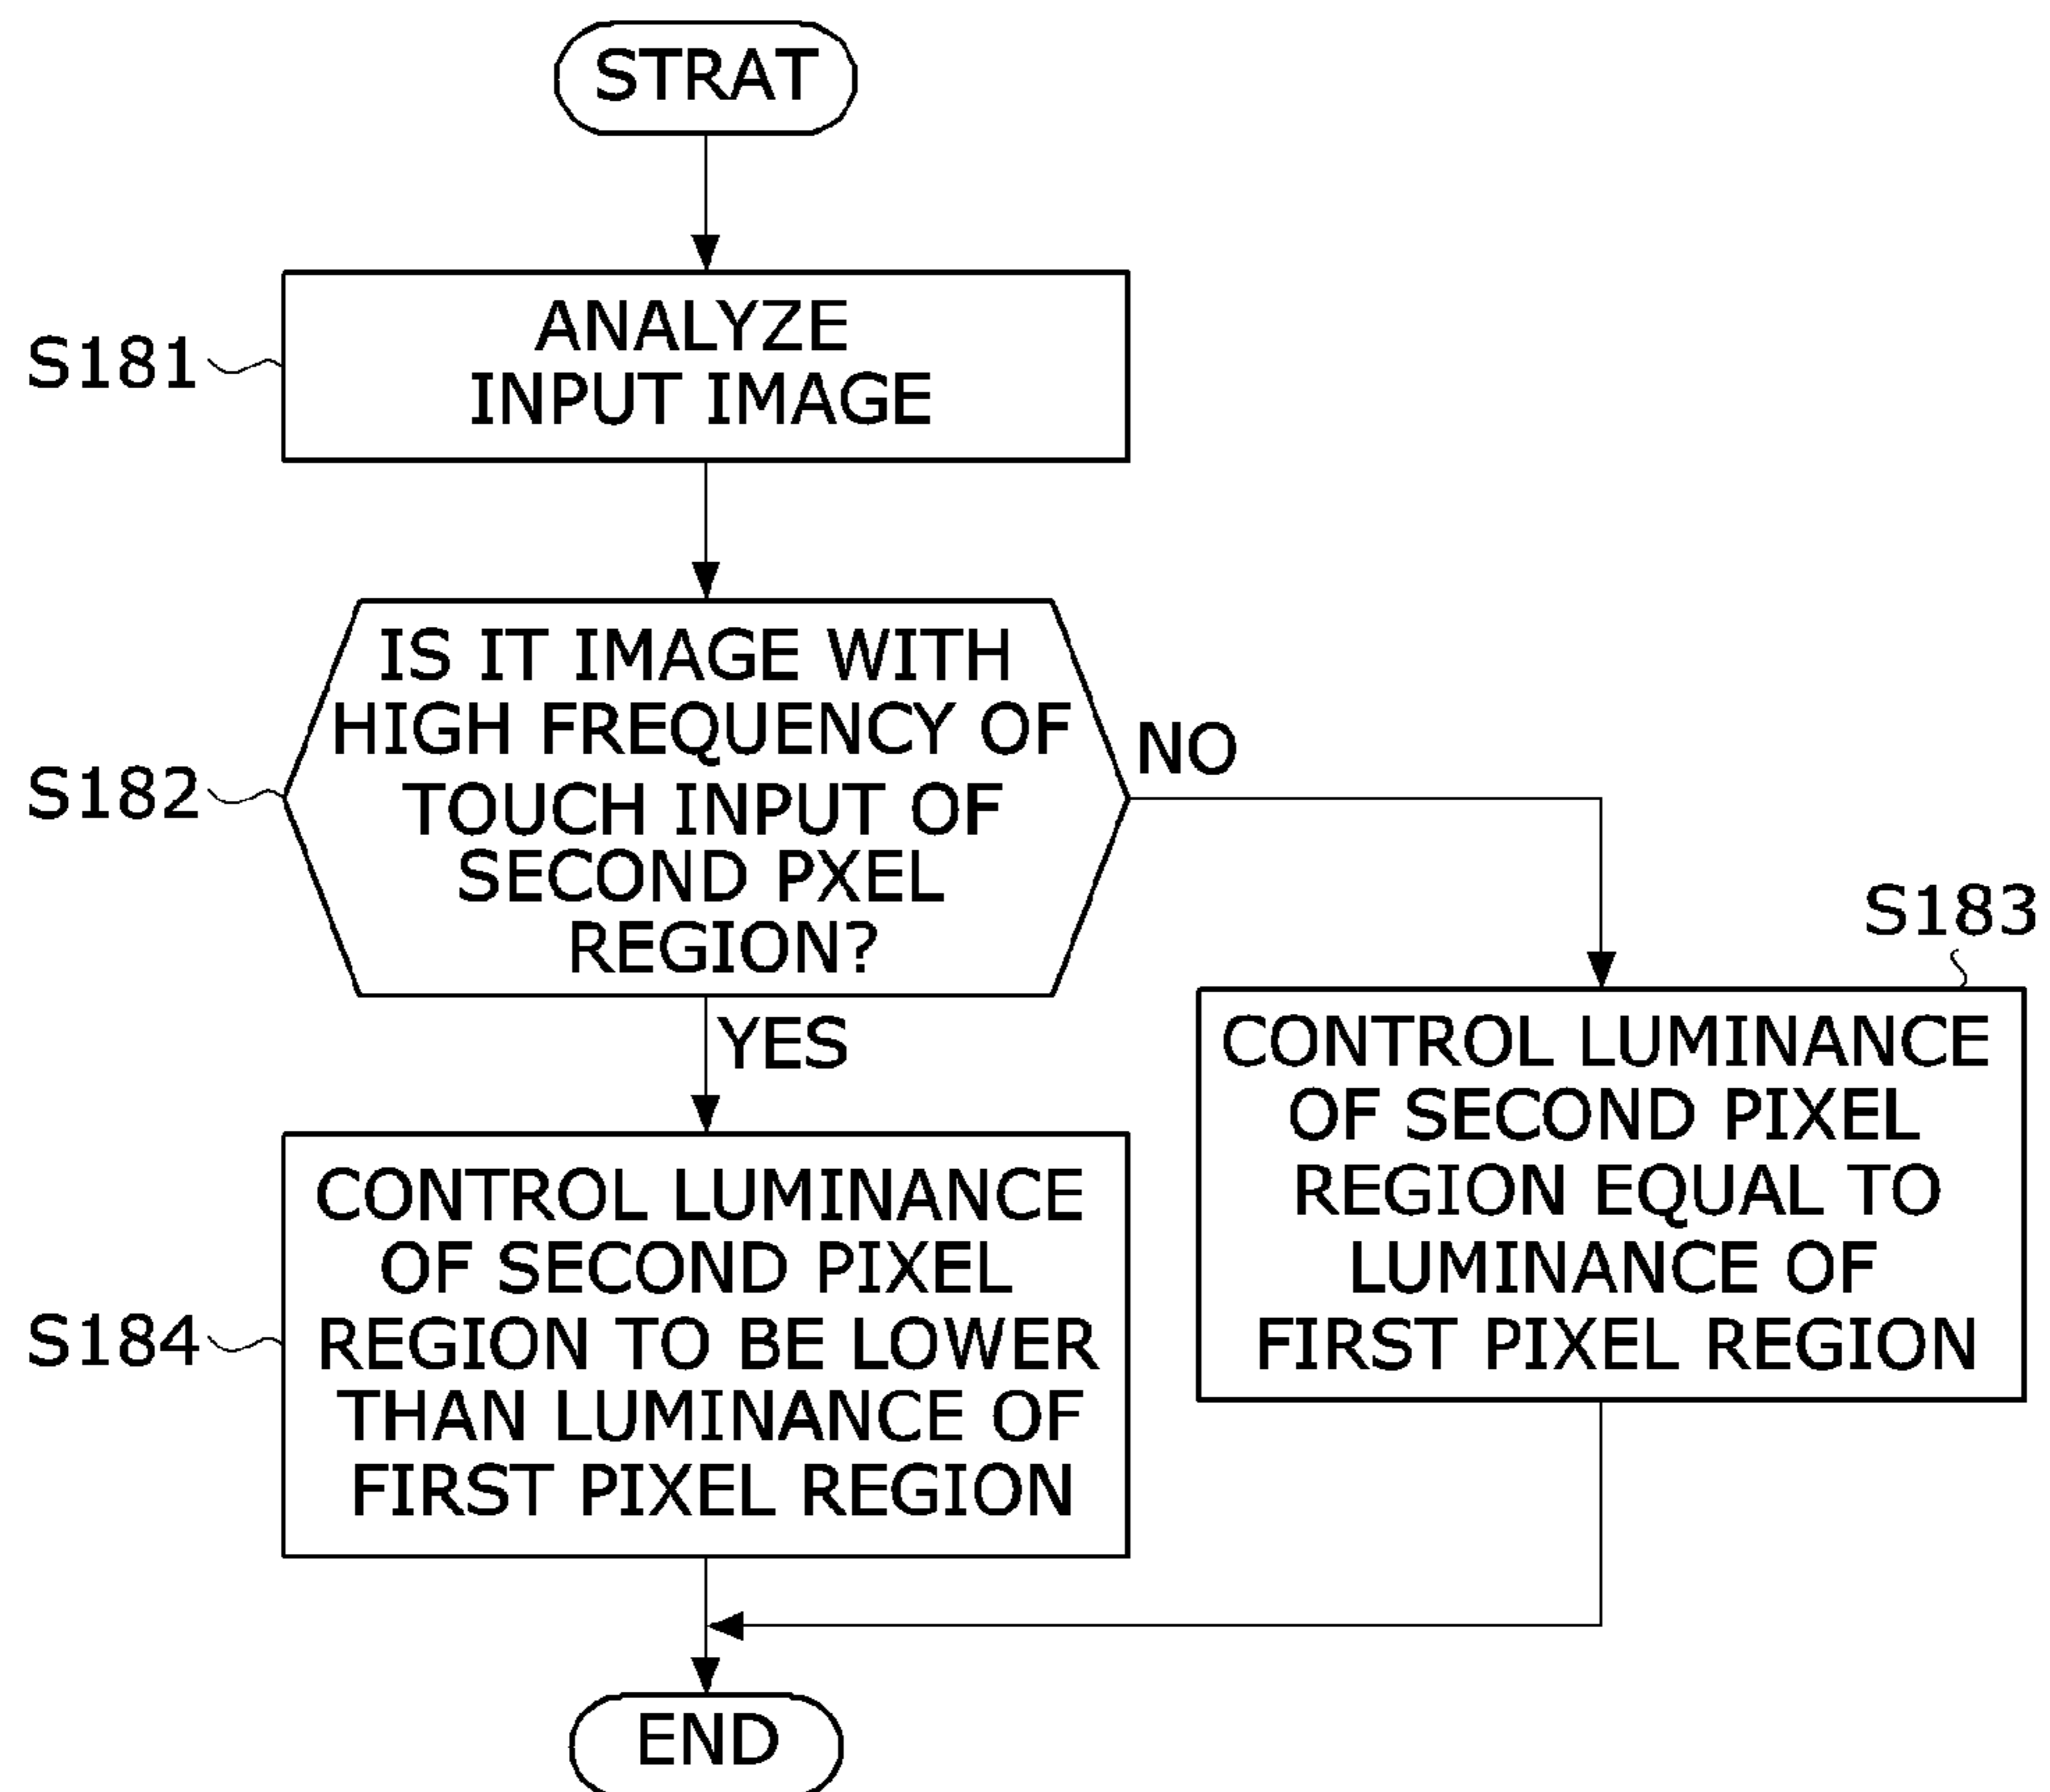 STRAT
S181
ANALYZE
INPUT IMAGE
S182
IS IT IMAGE WITH
HIGH FREQUENCY OF
TOUCH INPUT OF
SECOND PXEL
REGION?
NO
YES
S183
CONTROL LUMINANCE
OF SECOND PIXEL
REGION EQUAL TO
LUMINANCE OF
FIRST PIXEL REGION
S184
CONTROL LUMINANCE
OF SECOND PIXEL
REGION TO BE LOWER
THAN LUMINANCE OF
FIRST PIXEL REGION
END